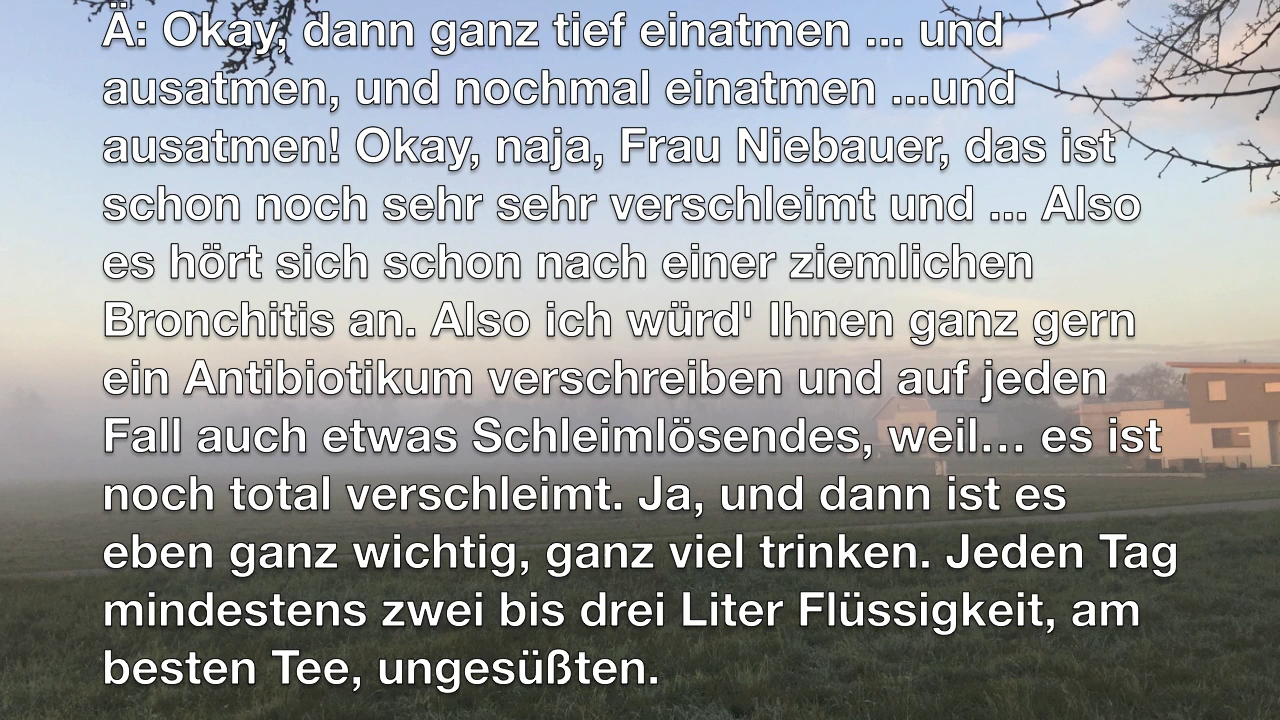 Ä: Okay, dann ganz tief einatmen ... und
ausatmen, und nochmal einatmen ...und
ausatmen! Okay, naja, Frau Niebauer, das ist
schon noch sehr sehr verschleimt und ... Also
es hört sich schon nach einer ziemlichen
Bronchitis an. Also ich würd' Ihnen ganz gern
ein Antibiotikum verschreiben und auf jeden
Fall auch etwas Schleimlösendes, weil... es ist
noch total verschleimt. Ja, und dann ist es
eben ganz wichtig, ganz viel trinken. Jeden Tag
mindestens zwei bis drei Liter Flüssigkeit, am
besten Tee, ungesüßten.